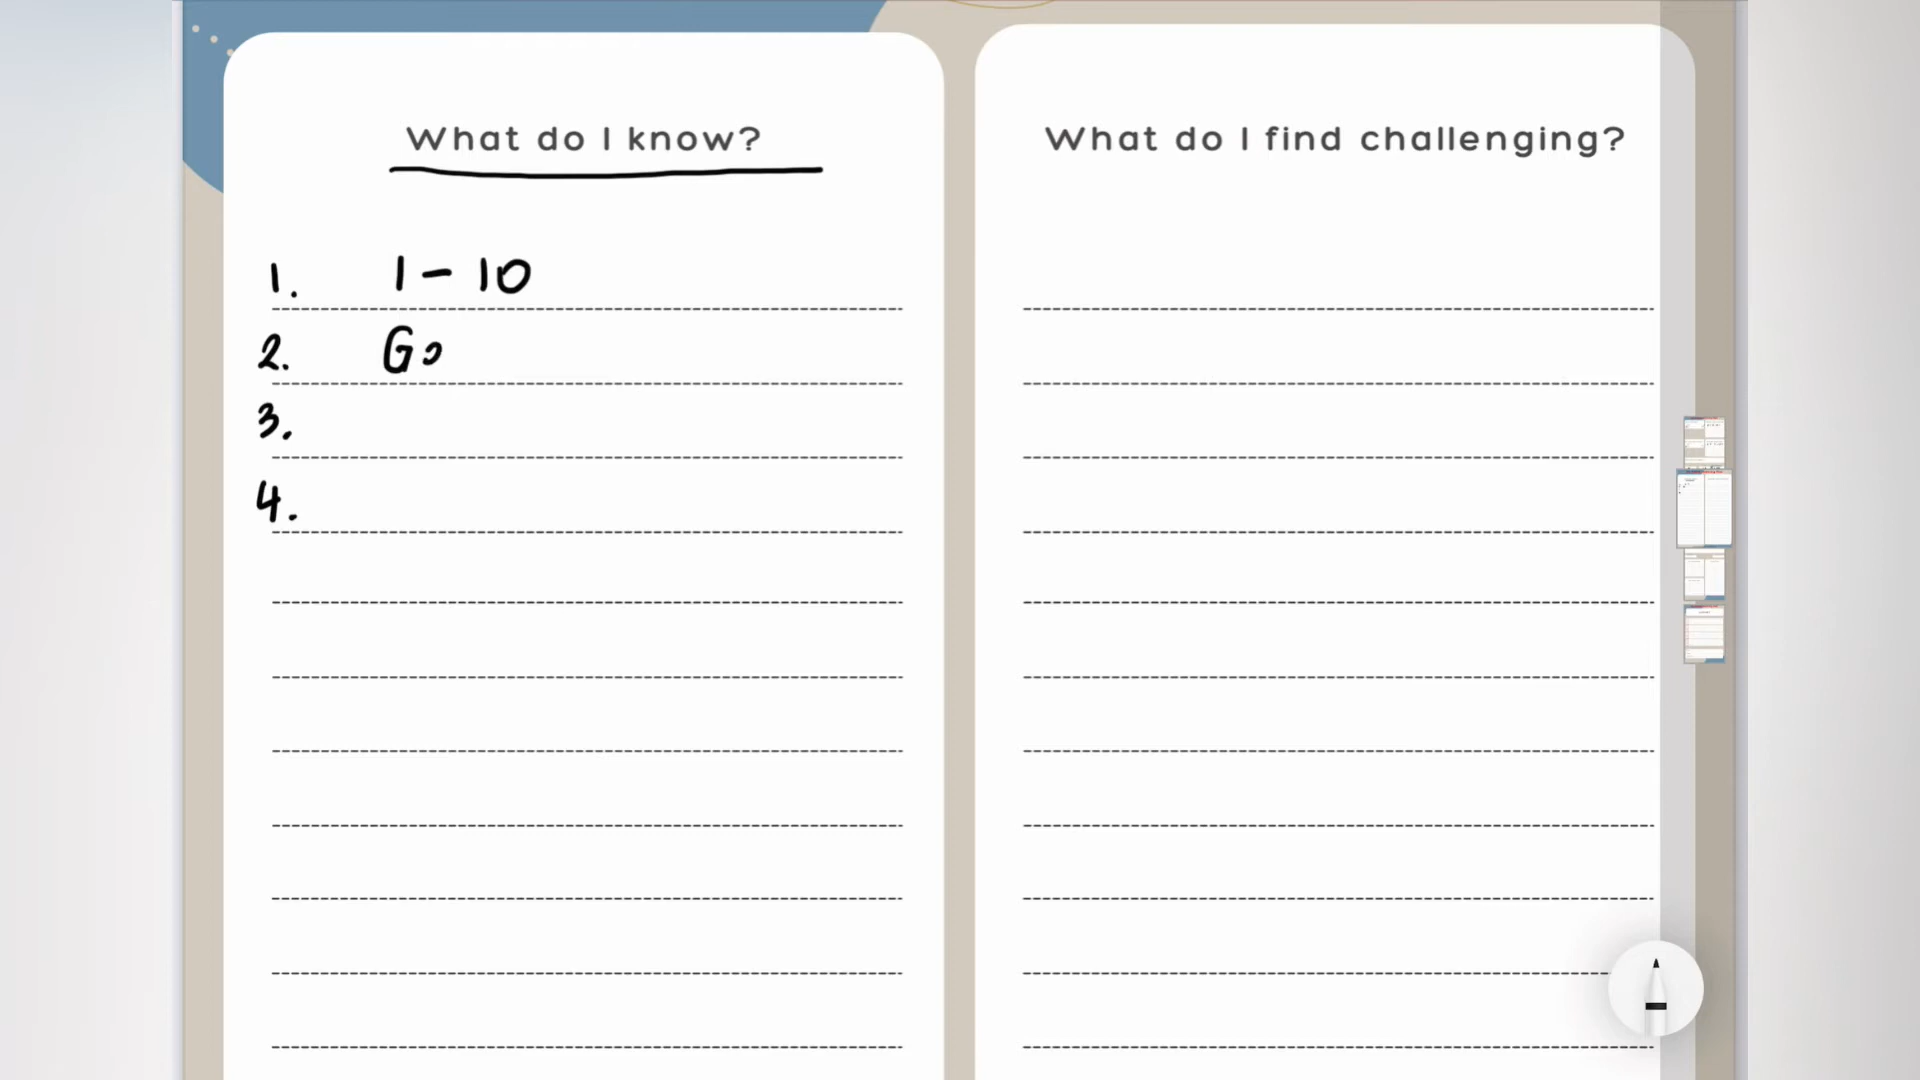 What do I know?
1. 1 - 10
2. Go
3.
4.
What do I find challenging?